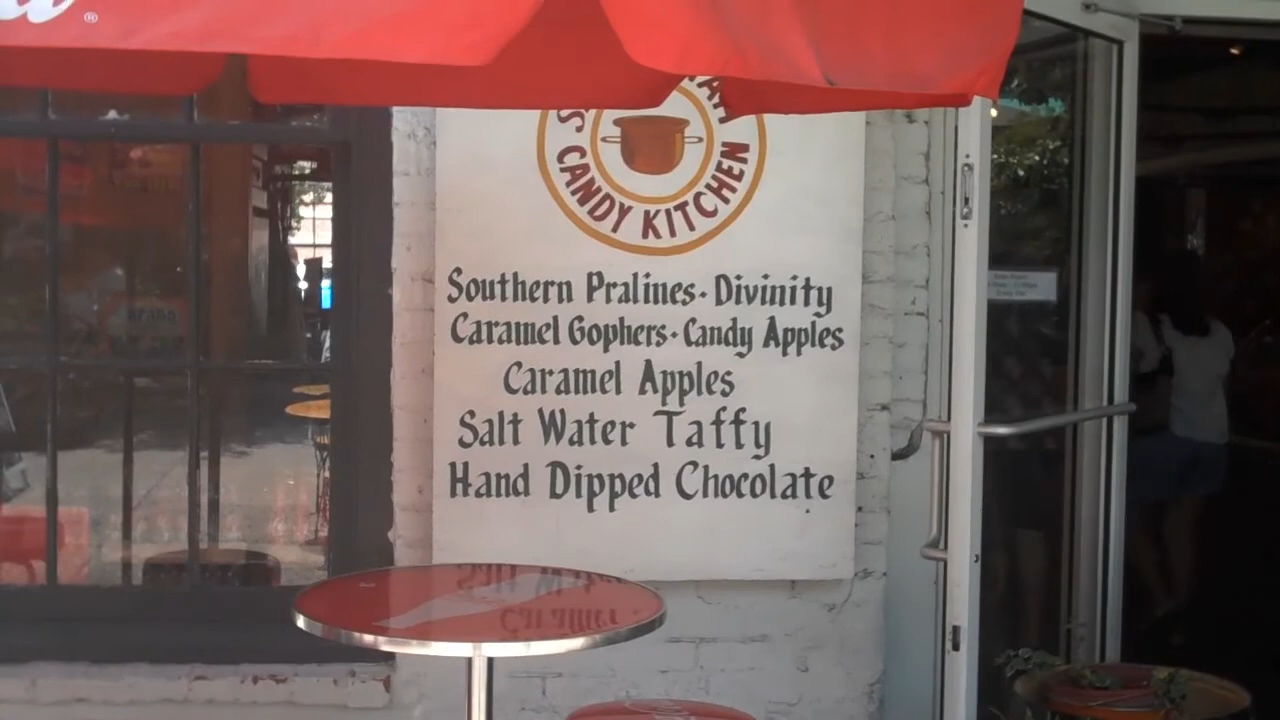 ®
CANDY KITCHEN
Southern Pralines - Divinity
Caramel Gophers - Candy Apples
Caramel Apples
Salt Water Taffy
Hand Dipped Chocolate